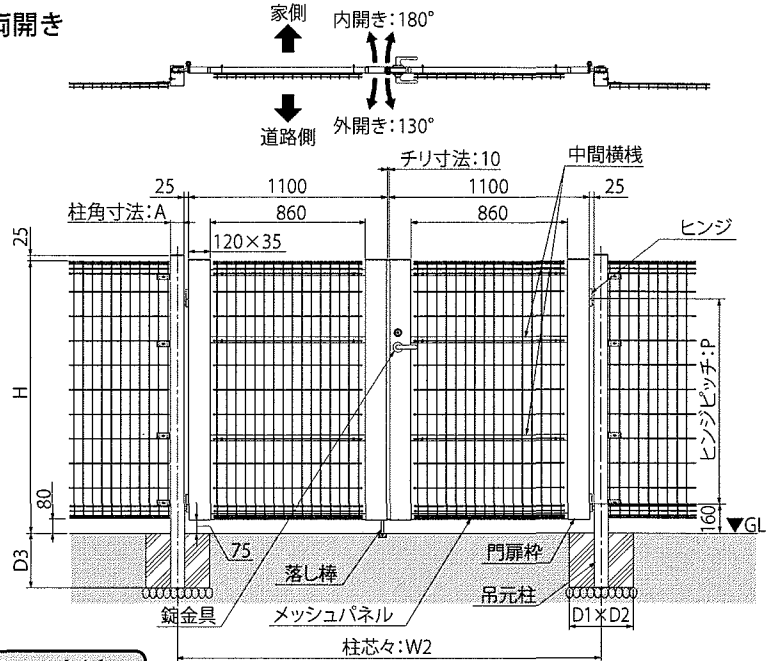 両開き
家側
内開き:180°
外開き:130°
道路側
チリ寸法:10
中間横桟
25
1100
1100
25
柱角寸法:A
860
860
ヒンジ
25
120×35
H
ヒンジピッチ:P
80
160
GL
D3
75
落し棒
門扉枠
吊元柱
錠金具
メッシュパネル
D1×D2
柱芯々:W2